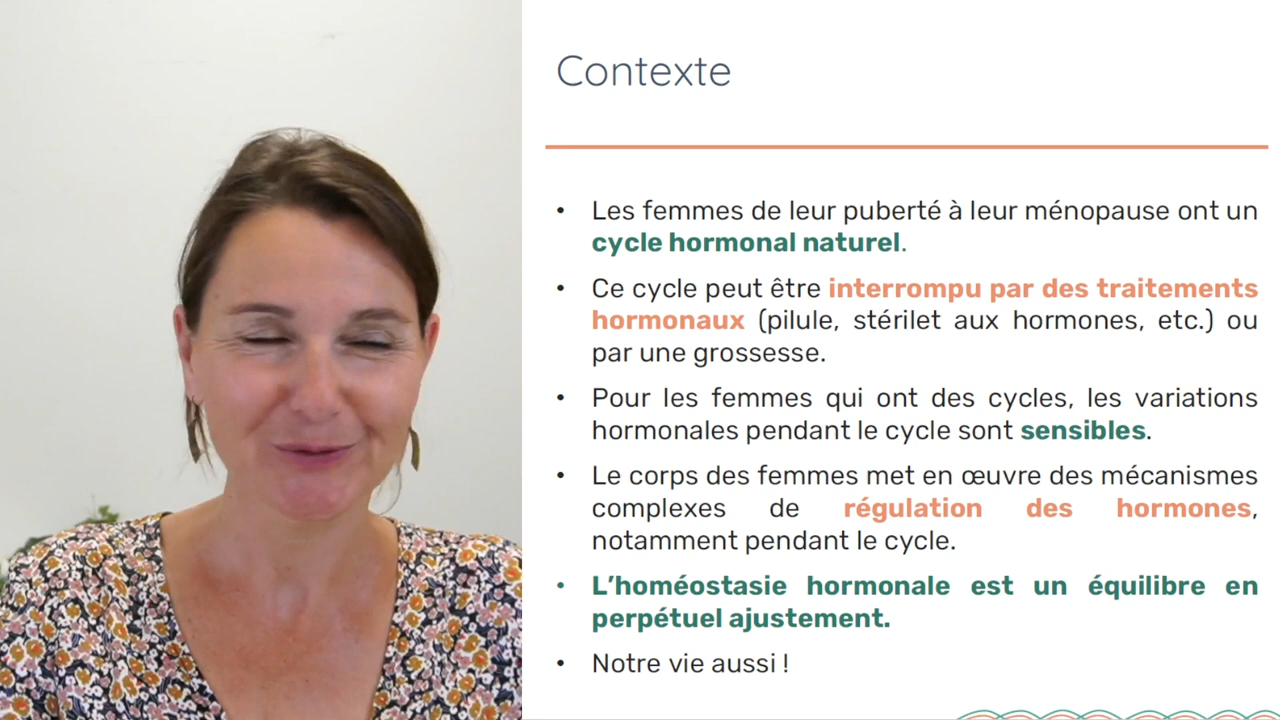 Contexte
• Les femmes de leur puberté à leur ménopause ont un
cycle hormonal naturel.
• Ce cycle peut être interrompu par des traitements
hormonaux (pilule, stérilet aux hormones, etc.) ou
par une grossesse.
• Pour les femmes qui ont des cycles, les variations
hormonales pendant le cycle sont sensibles.
• Le corps des femmes met en œuvre des mécanismes
complexes de régulation des hormones,
notamment pendant le cycle.
• L’homéostasie hormonale est un équilibre en
perpétuel ajustement.
• Notre vie aussi !